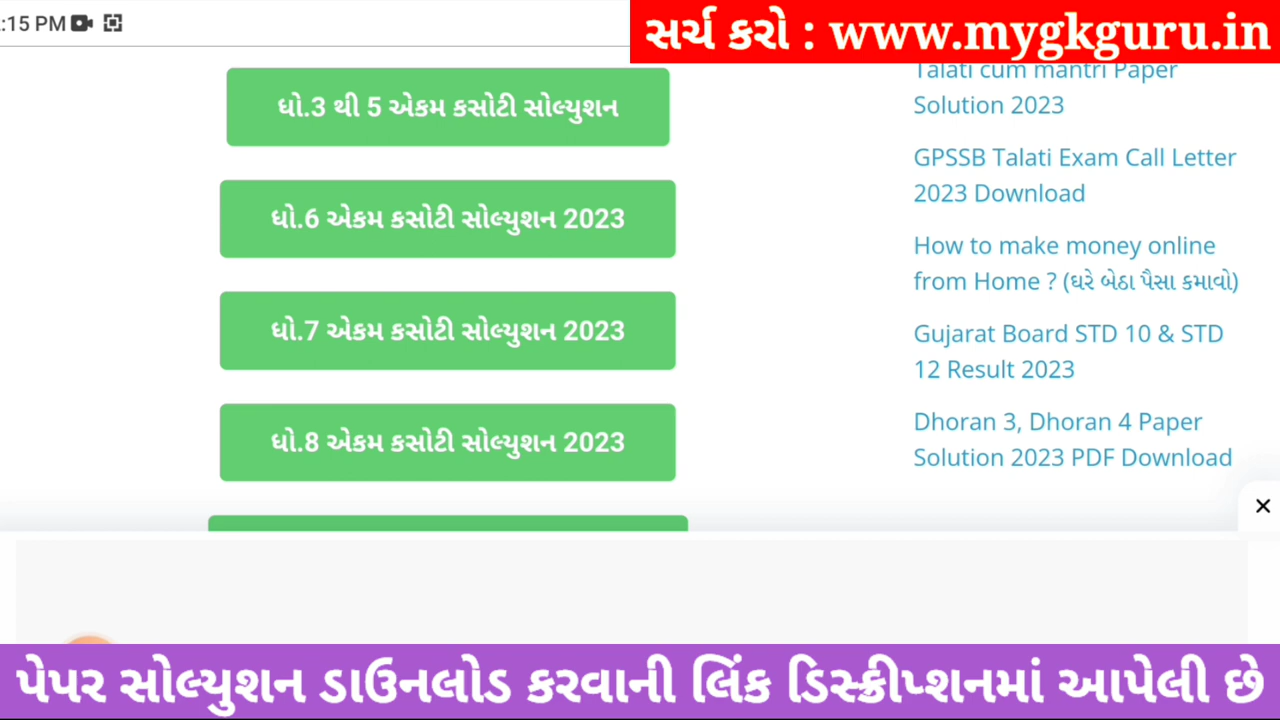 :15 PM
સર્ચ કરો : www.mygkguru.in
ધો.3 થી 5 એકમ કસોટી સોલ્યુશન
ધો.6 એકમ કસોટી સોલ્યુશન 2023
ધો.7 એકમ કસોટી સોલ્યુશન 2023
ધો.8 એકમ કસોટી સોલ્યુશન 2023
Talati cum mantri Paper
Solution 2023
GPSSB Talati Exam Call Letter
2023 Download
How to make money online
from Home ? (ઘરે બેઠા પૈસા કમાવો)
Gujarat Board STD 10 & STD
12 Result 2023
Dhoran 3, Dhoran 4 Paper
Solution 2023 PDF Download
પેપર સોલ્યુશન ડાઉનલોડ કરવાની લિંક ડિસ્ક્રીપ્શનમાં આપેલી છે